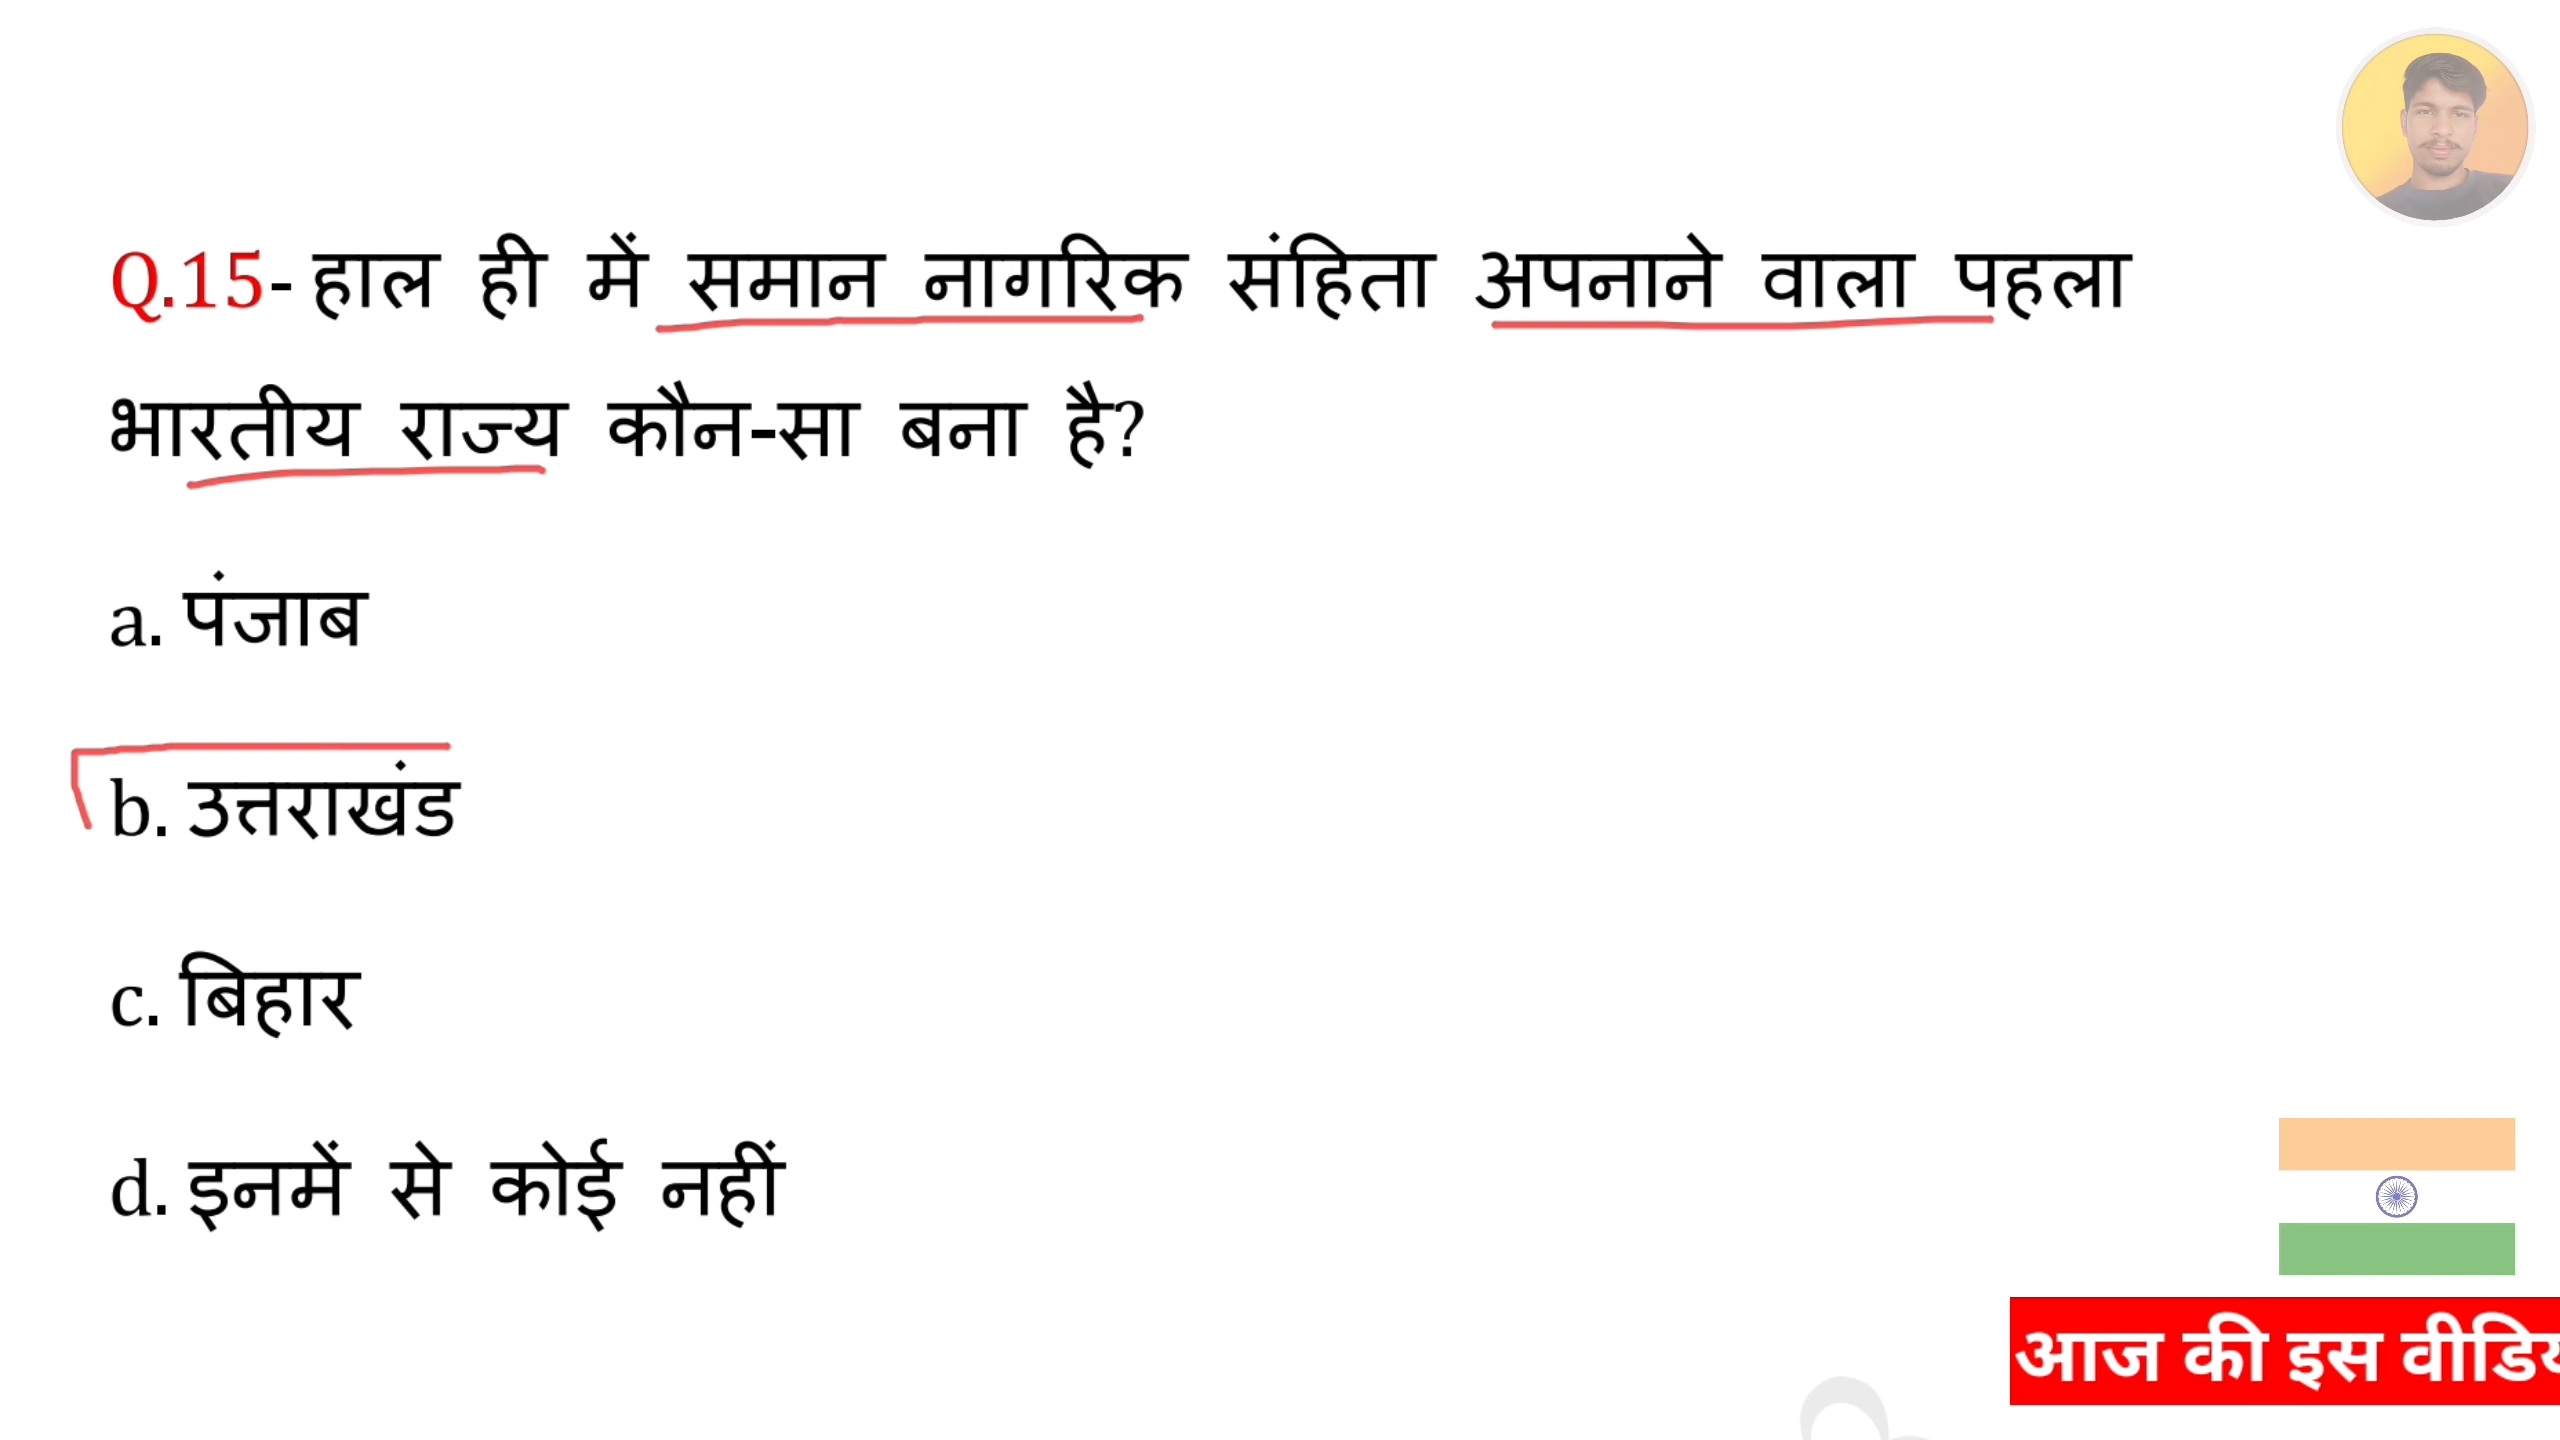 Q.15- हाल ही में समान नागरिक संहिता अपनाने वाला पहला
भारतीय राज्य कौन-सा बना है?
a. पंजाब
b. उत्तराखंड
c. बिहार
d. इनमें से कोई नहीं
आज की इस